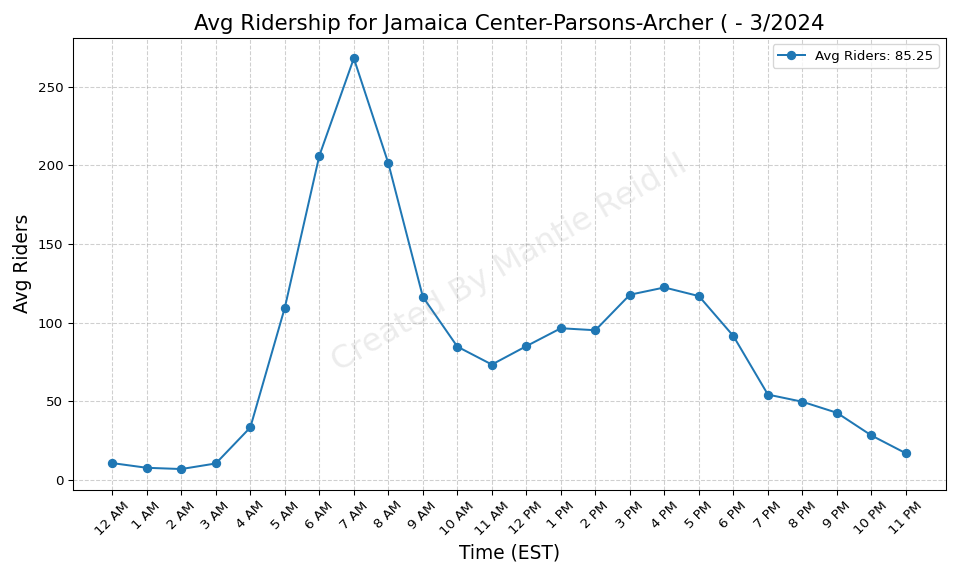 Avg Ridership for Jamaica Center-Parsons-Archer ( - 3/2024
Avg Riders: 85.25
Avg Riders
250
200
150
100
50
0
Created By Mantie Reid II
12 AM
1 AM
2 AM
3 AM
4 AM
5 AM
6 AM
7 AM
8 AM
9 AM
10 AM
11 AM
12 PM
1 PM
2 PM
3 PM
4 PM
5 PM
6 PM
7 PM
8 PM
9 PM
10 PM
11 PM
Time (EST)